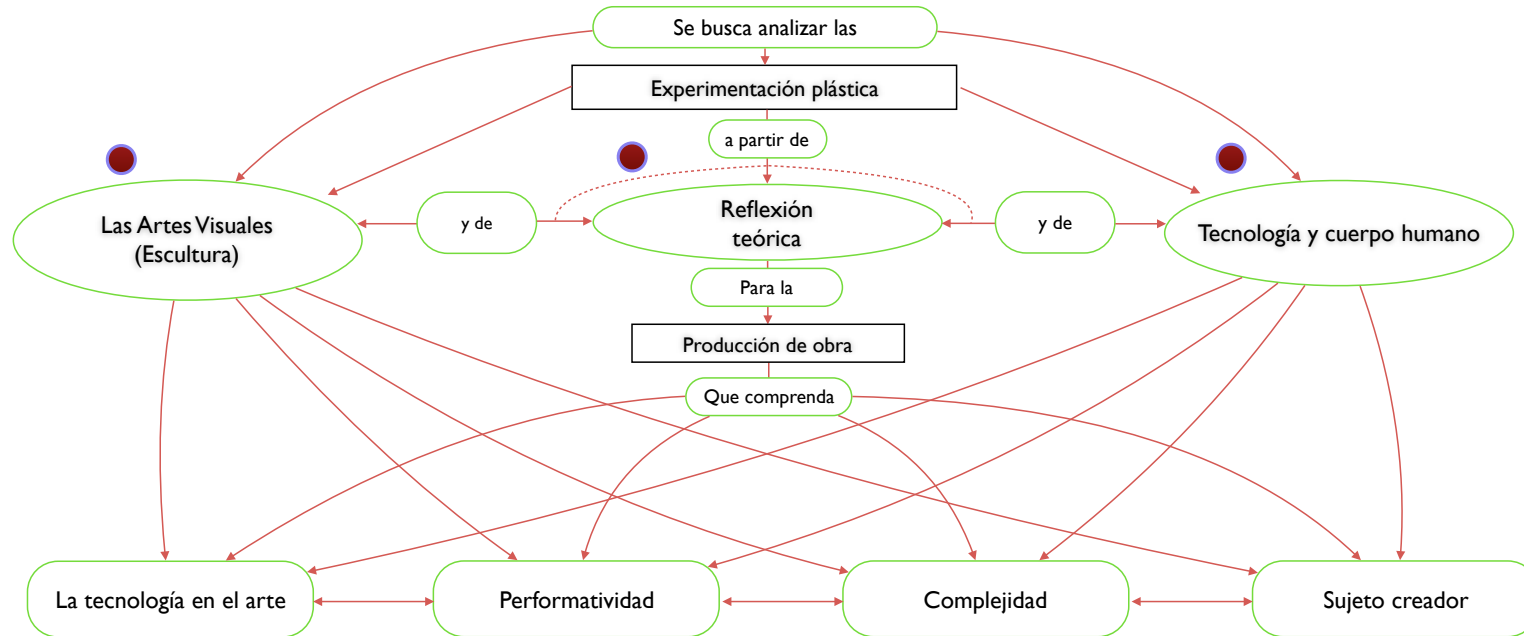 Se busca analizar las
Experimentación plástica
a partir de
Las Artes Visuales
(Escultura)
y de
Reflexión
teórica
y de
Tecnología y cuerpo humano
Para la
Producción de obra
Que comprenda
La tecnología en el arte
Performatividad
Complejidad
Sujeto creador